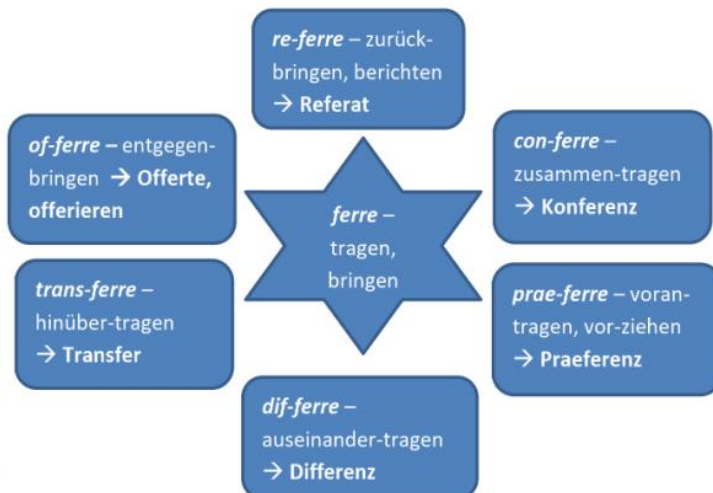 re-ferre – zurück-
bringen, berichten
→ Referat
of-ferre – entgegen-
bringen → Offerte,
offerieren
con-ferre –
zusammen-tragen
→ Konferenz
ferre –
tragen,
bringen
trans-ferre –
hinüber-tragen
→ Transfer
prae-ferre – voran-
tragen, vor-ziehen
→ Praeferenz
dif-ferre –
auseinander-tragen
→ Differenz